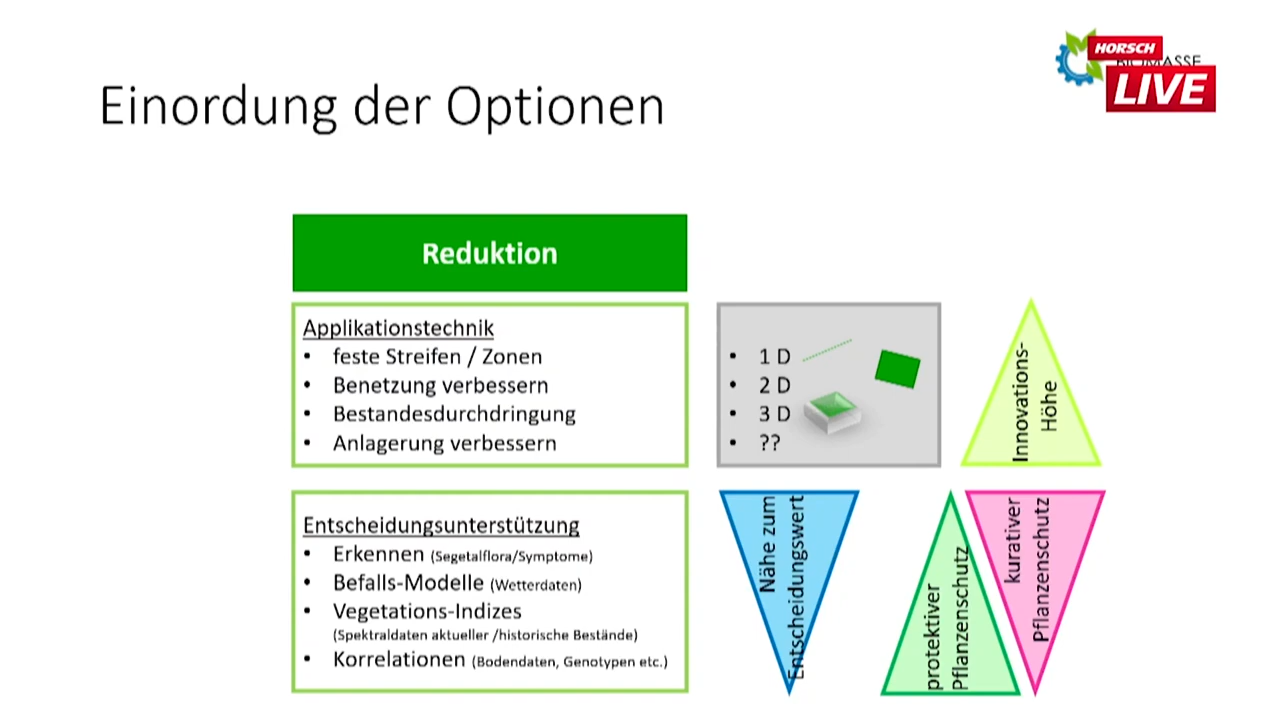 HORSCH
BIOMASSE
LIVE
Einordung der Optionen
Reduktion
Applikationstechnik
• feste Streifen / Zonen
• Benetzung verbessern
• Bestandesdurchdringung
• Anlagerung verbessern
• 1 D
• 2 D
• 3 D
• ??
Innovations-
Höhe
Entscheidungsunterstützung
• Erkennen (Segetalflora/Symptome)
• Befalls-Modelle (Wetterdaten)
• Vegetations-Indizes
(Spektraldaten aktueller /historische Bestände)
• Korrelationen (Bodendaten, Genotypen etc.)
Nähe zum
Entscheidungswert
protektiver
Pflanzenschutz
kurativer
Pflanzenschutz